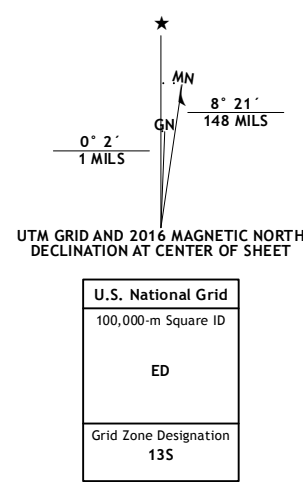 ★
MN
8° 21´
148 MILS
GN
0° 2´
1 MILS
UTM GRID AND 2016 MAGNETIC NORTH
DECLINATION AT CENTER OF SHEET
U.S. National Grid
100,000-m Square ID
ED
Grid Zone Designation
13S